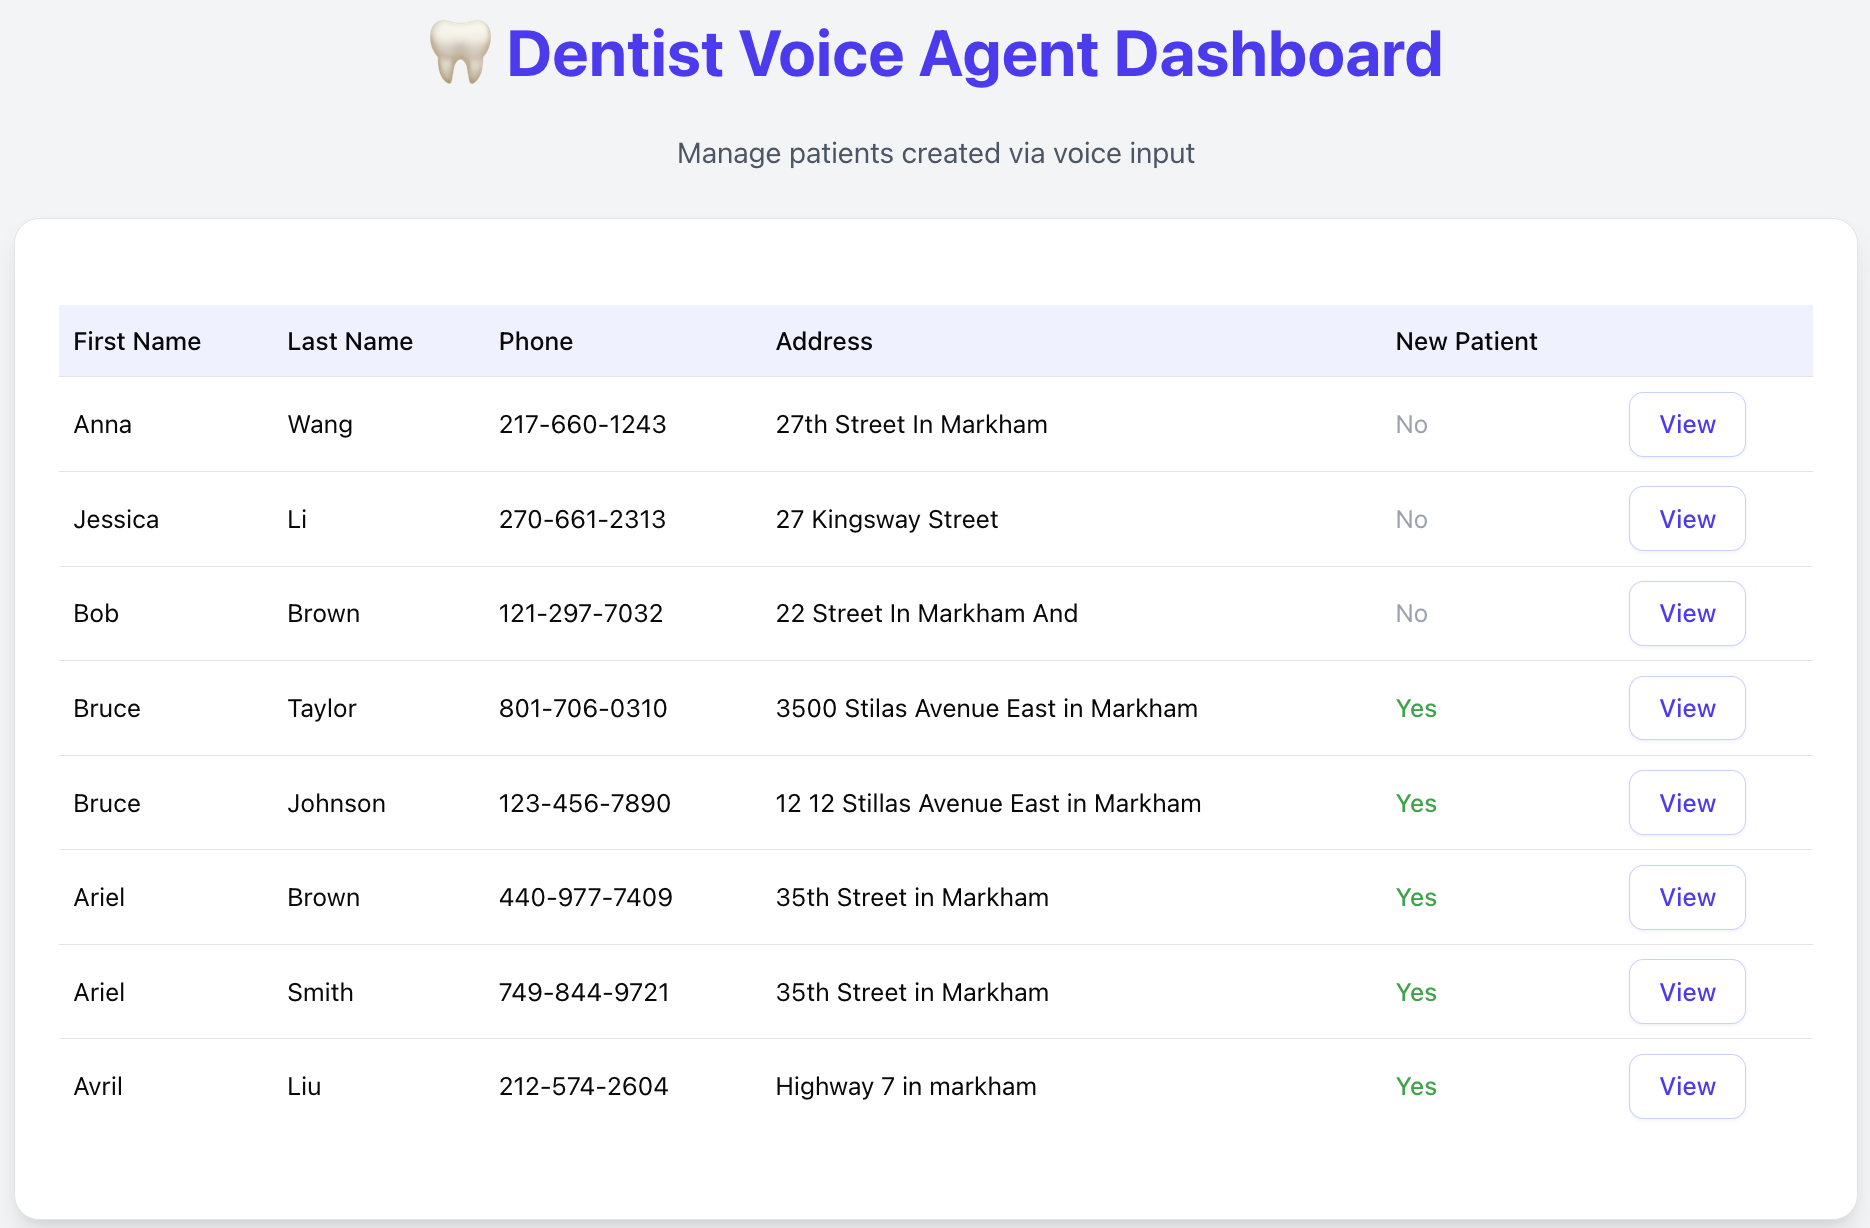 Dentist Voice Agent Dashboard
Manage patients created via voice input
First Name Last Name Phone Address New Patient
Anna Wang 217-660-1243 27th Street In Markham No View
Jessica Li 270-661-2313 27 Kingsway Street No View
Bob Brown 121-297-7032 22 Street In Markham And No View
Bruce Taylor 801-706-0310 3500 Stilas Avenue East in Markham Yes View
Bruce Johnson 123-456-7890 12 12 Stillas Avenue East in Markham Yes View
Ariel Brown 440-977-7409 35th Street in Markham Yes View
Ariel Smith 749-844-9721 35th Street in Markham Yes View
Avril Liu 212-574-2604 Highway 7 in markham Yes View